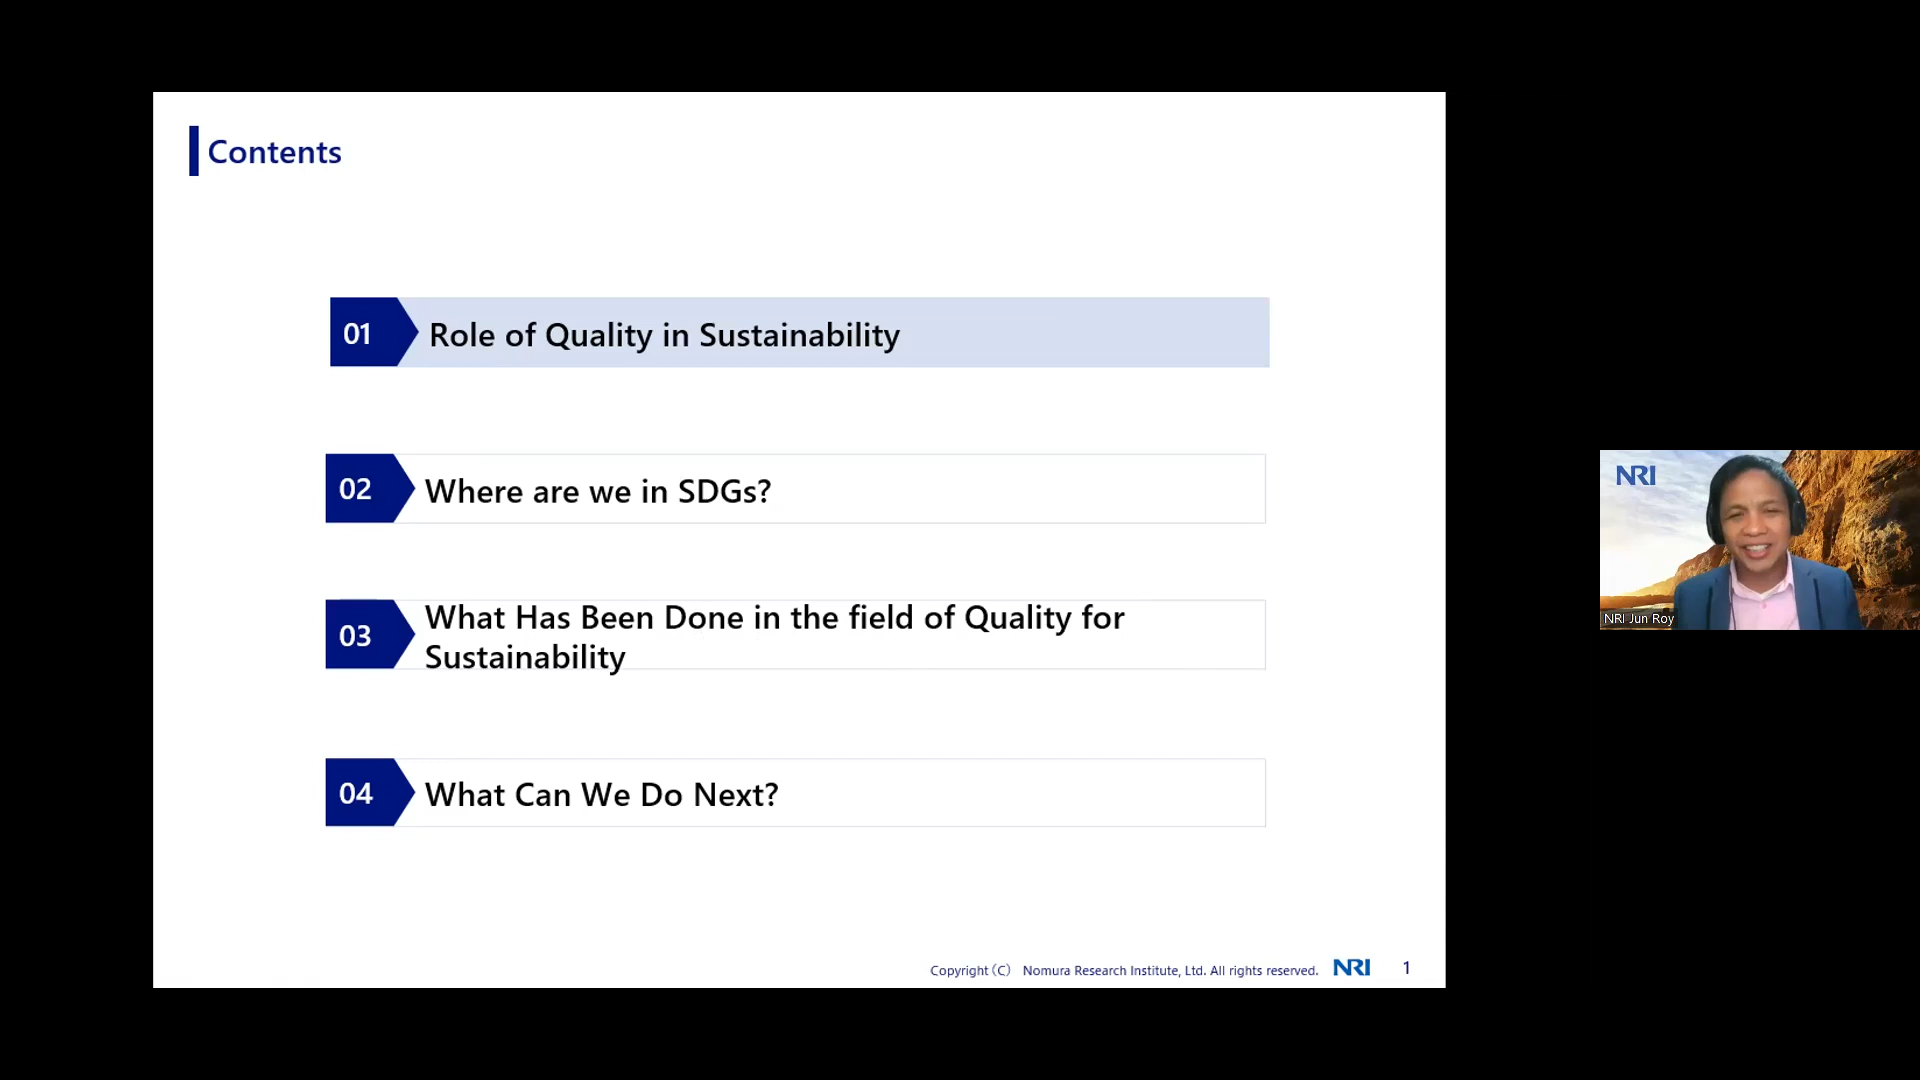 Contents
01
Role of Quality in Sustainability
02
Where are we in SDGs?
03
What Has Been Done in the field of Quality for
Sustainability
04
What Can We Do Next?
Copyright (C) Nomura Research Institute, Ltd. All rights reserved.
NRI
1
NRI
NRI Jun Roy